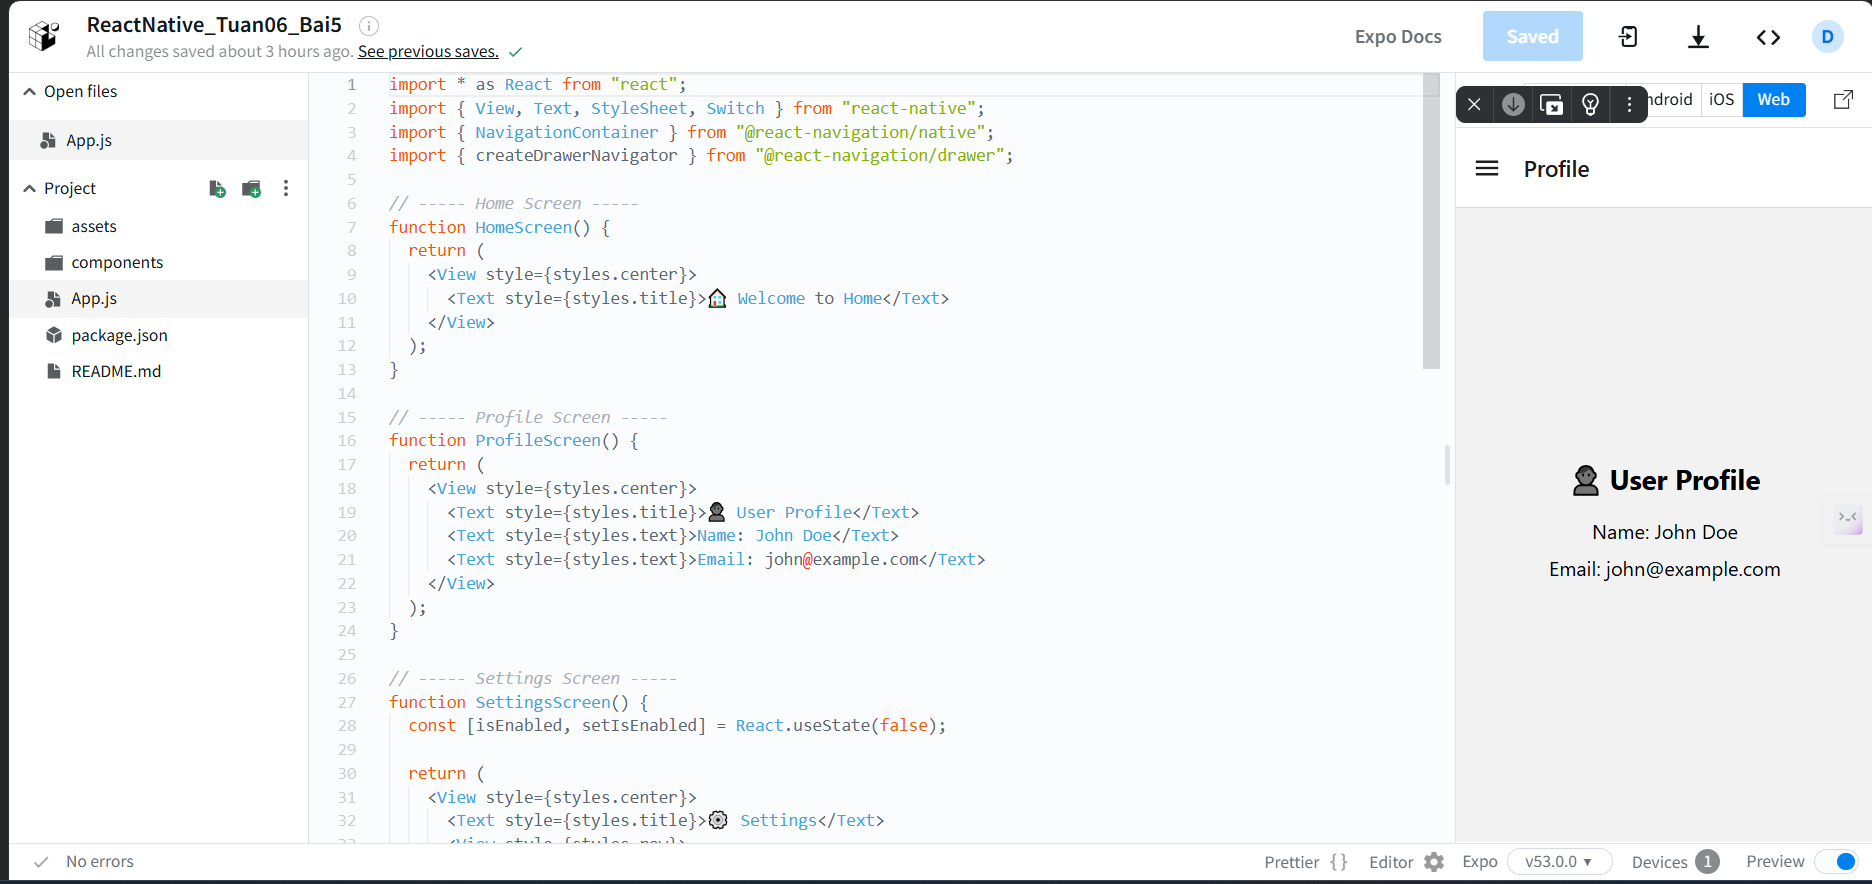 ReactNative_Tuan06_Bai5
All changes saved about 3 hours ago. See previous saves.
Expo Docs
Saved
D
Open files
App.js
Project
assets
components
App.js
package.json
README.md
1 import * as React from "react";
2 import { View, Text, StyleSheet, Switch } from "react-native";
3 import { NavigationContainer } from "@react-navigation/native";
4 import { createDrawerNavigator } from "@react-navigation/drawer";
5
6 // ----- Home Screen -----
7 function HomeScreen() {
8 return (
9 <View style={styles.center}>
10 <Text style={styles.title}>🏠 Welcome to Home</Text>
11 </View>
12 );
13 }
14
15 // ----- Profile Screen -----
16 function ProfileScreen() {
17 return (
18 <View style={styles.center}>
19 <Text style={styles.title}>👤 User Profile</Text>
20 <Text style={styles.text}>Name: John Doe</Text>
21 <Text style={styles.text}>Email: john@example.com</Text>
22 </View>
23 );
24 }
25
26 // ----- Settings Screen -----
27 function SettingsScreen() {
28 const [isEnabled, setIsEnabled] = React.useState(false);
29
30 return (
31 <View style={styles.center}>
32 <Text style={styles.title}>⚙️ Settings</Text>
ndroid iOS Web
Profile
👤 User Profile
Name: John Doe
Email: john@example.com
No errors
Prettier {} Editor Expo v53.0.0 Devices 1 Preview